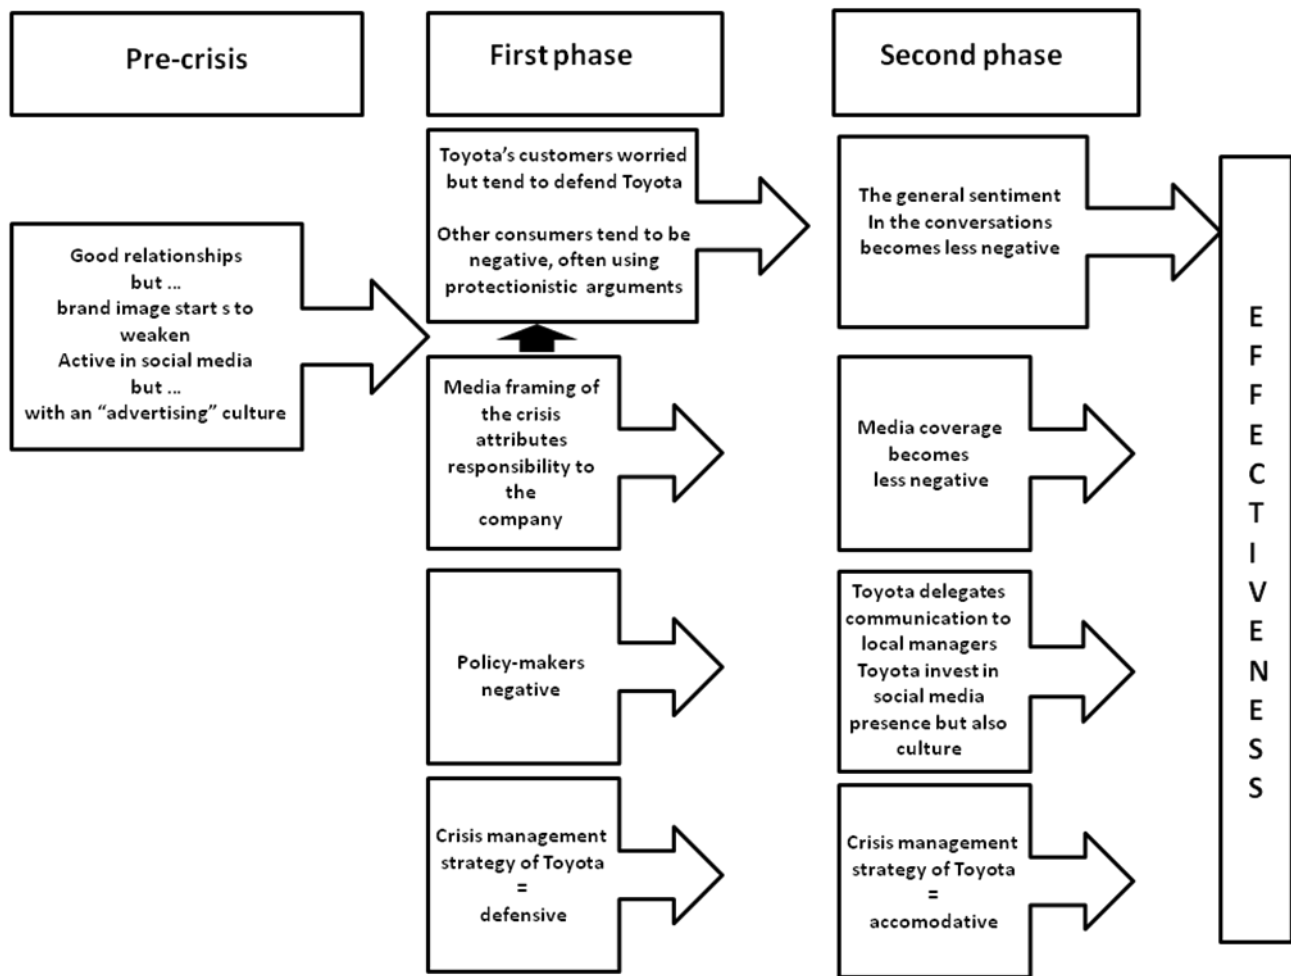 Pre-crisis
First phase
Second phase
Good relationships
but ...
brand image start s to
weaken
Active in social media
but ...
with an “advertising” culture
Toyota’s customers worried
but tend to defend Toyota
Other consumers tend to be
negative, often using
protectionistic arguments
Media framing of
the crisis
attributes
responsibility to
the
company
Policy-makers
negative
Crisis management
strategy of Toyota
=
defensive
The general sentiment
In the conversations
becomes less negative
Media coverage
becomes
less negative
Toyota delegates
communication to
local managers
Toyota invest in
social media
presence but also
culture
Crisis management
strategy of Toyota
=
accomodative
E
F
F
E
C
T
I
V
E
N
E
S
S